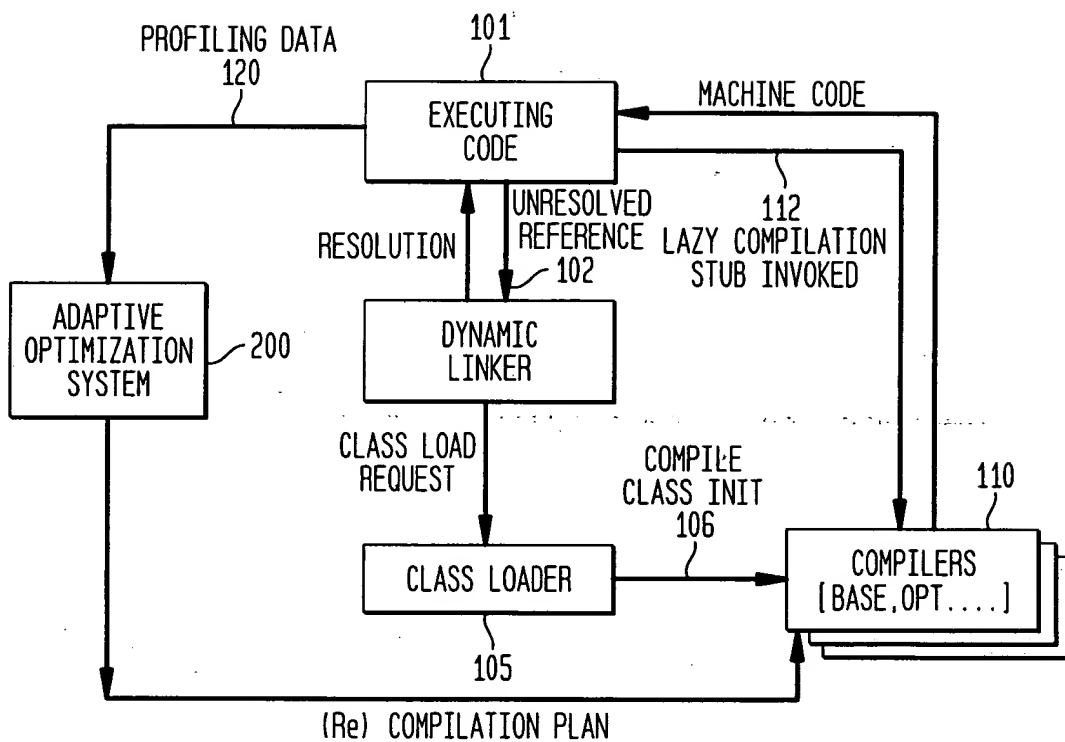 PROFILING DATA
120
101
EXECUTING
CODE
MACHINE CODE
112
LAZY COMPILATION
STUB INVOKED
RESOLUTION
UNRESOLVED
REFERENCE
102
ADAPTIVE
OPTIMIZATION
SYSTEM
200
DYNAMIC
LINKER
CLASS LOAD
REQUEST
COMPILE
CLASS INIT
106
110
CLASS LOADER
105
COMPILERS
[BASE,OPT....]
(Re) COMPILATION PLAN